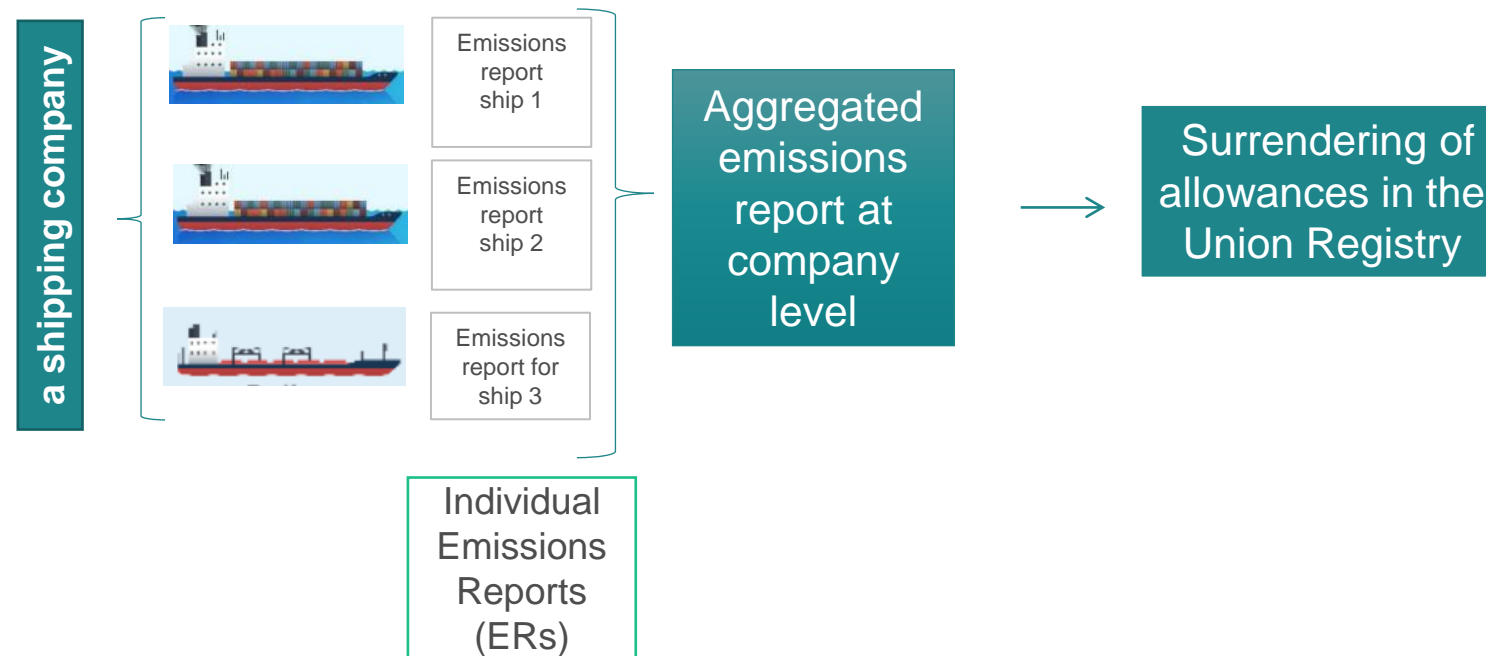 a shipping company
Emissions
report
ship 1
Emissions
report
ship 2
Emissions
report for
ship 3
Individual
Emissions
Reports
(ERs)
Aggregated
emissions
report at
company
level
Surrendering of
allowances in the
Union Registry